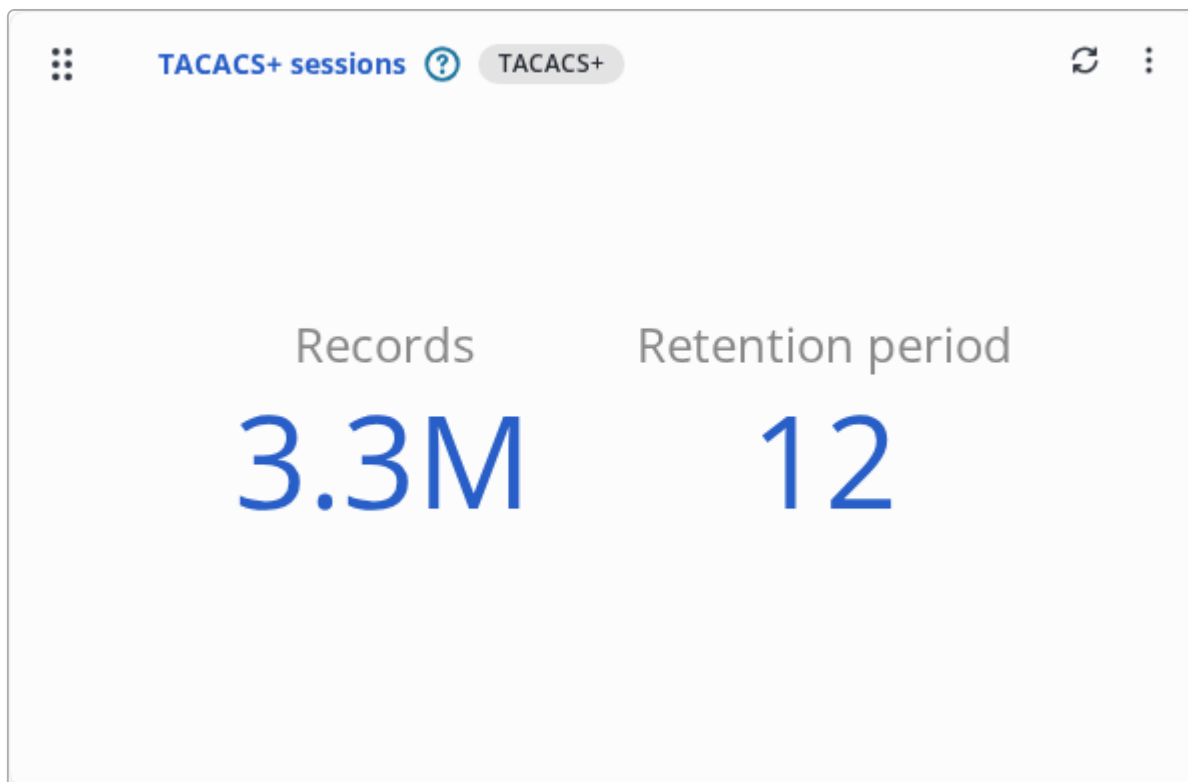 TACACS+ sessions ? TACACS+
Records Retention period
3.3M 12